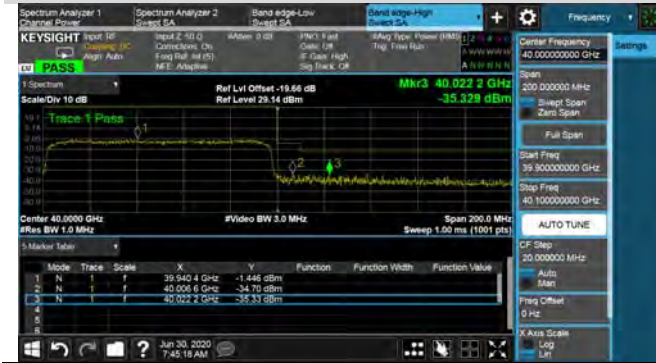 Spectrum Analyzer 1 Spectrum Analyzer 2 Band edge-Low Band edge-High
Channel Power Swept SA Swept SA Swept SA
Frequency
KEYSIGHT Input: RF Input Z: 50 Ω #Atten: 0 dB PNO: Fast #Avg Type: Power (RMS)
Coupling: DC Corrections: On Gate: Off Trig: Free Run
Align: Auto Freq Ref: Int (S) IF Gain: High
NFE: Adaptive Sig Track: Off
PASS
1 Spectrum
Scale/Div 10 dB
Ref Lvl Offset -19.66 dB
Ref Level 29.14 dBm
Mkr3 40.022 2 GHz
-35.329 dBm
Trace 1 Pass
1
2
3
Center 40.0000 GHz #Video BW 3.0 MHz Span 200.0 MHz
#Res BW 1.0 MHz Sweep 1.00 ms (1001 pts)
5 Marker Table
Mode Trace Scale X Y Function Function Width Function Value
1 N 1 f 39.940 4 GHz -1.446 dBm
2 N 1 f 40.006 6 GHz -34.70 dBm
3 N 1 f 40.022 2 GHz -35.33 dBm
4
5
6
Jun 30, 2020
7:45:18 AM
Center Frequency
40.000000000 GHz
Settings
Span
200.000000 MHz
Swept Span
Zero Span
Full Span
Start Freq
39.900000000 GHz
Stop Freq
40.100000000 GHz
AUTO TUNE
CF Step
20.000000 MHz
Auto
Man
Freq Offset
0 Hz
X Axis Scale
Log
Lin